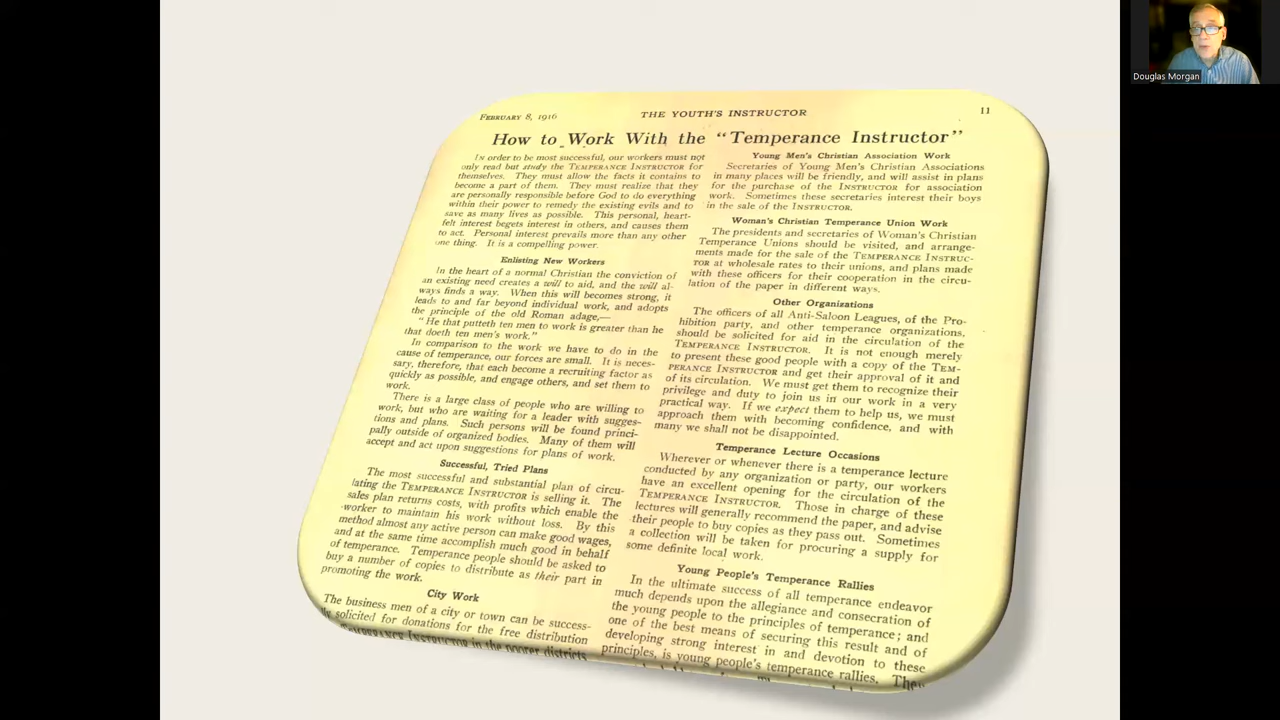 Douglas Morgan
FEBRUARY 8, 1916
THE YOUTH'S INSTRUCTOR
11
How to Work With the "Temperance Instructor"
IN order to be most successful, our workers must not
only read but study the TEMPERANCE INSTRUCTOR for
themselves. They must allow the facts it contains to
become a part of them. They must realize that they
are personally responsible before God to do everything
within their power to remedy the existing evils and to
save as many lives as possible. This personal, heart-
felt interest begets interest in others, and causes them
to act. Personal interest prevails more than any other
one thing. It is a compelling power.
Enlisting New Workers
In the heart of a normal Christian the conviction of
an existing need creates a will to aid, and the will al-
ways finds a way. When this will becomes strong, it
leads to and far beyond individual work, and adopts
the principle of the old Roman adage,—
"He that putteth ten men to work is greater than he
that doeth ten men's work."
In comparison to the work we have to do in the
cause of temperance, our forces are small. It is neces-
sary, therefore, that each become a recruiting factor as
quickly as possible, and engage others, and set them to
work.
There is a large class of people who are willing to
work, but who are waiting for a leader with sugges-
tions and plans. Such persons will be found princi-
pally outside of organized bodies. Many of them will
accept and act upon suggestions for plans of work.
Successful, Tried Plans
The most successful and substantial plan of circu-
lating the TEMPERANCE INSTRUCTOR is selling it. The
sales plan returns costs, with profits which enable the
worker to maintain his work without loss. By this
method almost any active person can make good wages,
and at the same time accomplish much good in behalf
of temperance. Temperance people should be asked to
buy a number of copies to distribute as their part in
promoting the work.
City Work
The business men of a city or town can be success-
solicited for donations for the free distribution
INSTRUCTOR in the poorer districts
Young Men's Christian Association Work
Secretaries of Young Men's Christian Associations
in many places will be friendly, and will assist in plans
for the purchase of the INSTRUCTOR for association
work. Sometimes these secretaries interest their boys
in the sale of the INSTRUCTOR.
Woman's Christian Temperance Union Work
The presidents and secretaries of Woman's Christian
Temperance Unions should be visited, and arrange-
ments made for the sale of the TEMPERANCE INSTRUC-
TOR at wholesale rates to their unions, and plans made
with these officers for their cooperation in the circu-
lation of the paper in different ways.
Other Organizations
The officers of all Anti-Saloon Leagues, of the Pro-
hibition party, and other temperance organizations,
should be solicited for aid in the circulation of the
TEMPERANCE INSTRUCTOR. It is not enough merely
to present these good people with a copy of the TEM-
PERANCE INSTRUCTOR and get their approval of it and
of its circulation. We must get them to recognize their
privilege and duty to join us in our work in a very
practical way. If we expect them to help us, we must
approach them with becoming confidence, and with
many we shall not be disappointed.
Temperance Lecture Occasions
Wherever or whenever there is a temperance lecture
conducted by any organization or party, our workers
have an excellent opening for the circulation of the
TEMPERANCE INSTRUCTOR. Those in charge of these
lectures will generally recommend the paper, and advise
their people to buy copies as they pass out. Sometimes
a collection will be taken for procuring a supply for
some definite local work.
Young People's Temperance Rallies
In the ultimate success of all temperance endeavor
much depends upon the allegiance and consecration of
the young people to the principles of temperance; and
one of the best means of securing this result and of
developing strong interest in and devotion to these
principles, is young people's temperance rallies.